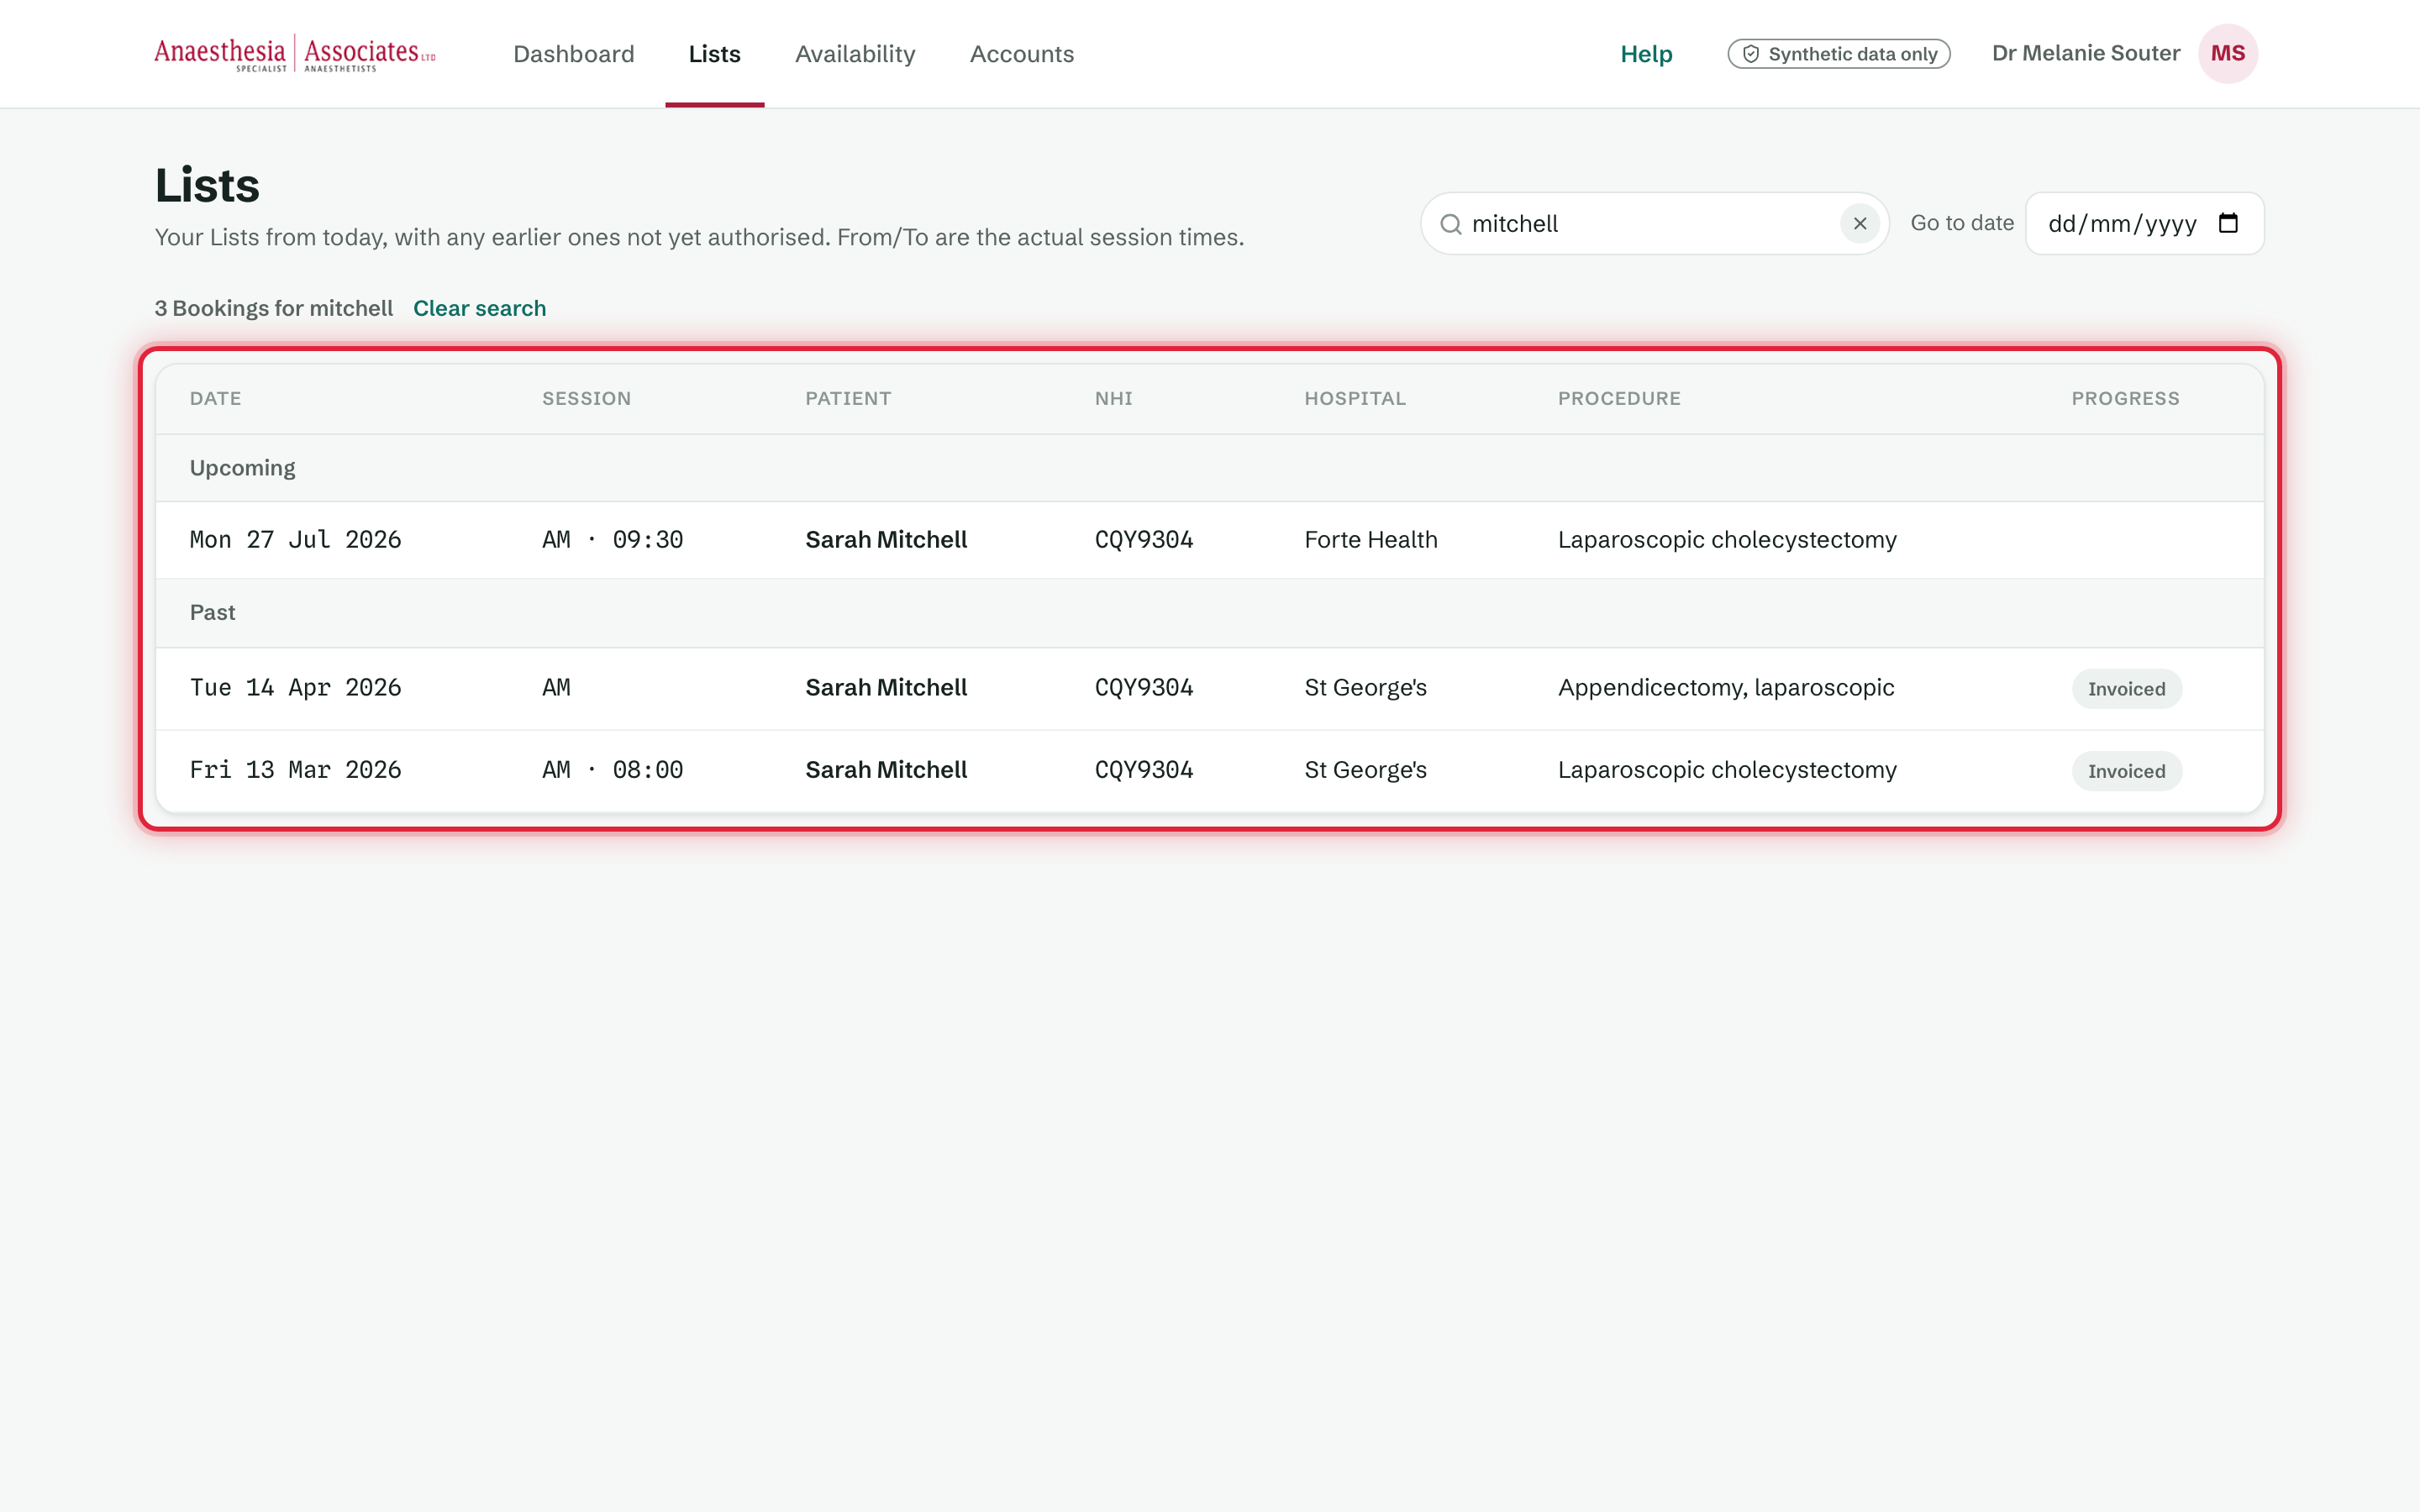 Anaesthesia | Associates LTD
SPECIALIST ANAESTHETISTS
Dashboard Lists Availability Accounts
Help Synthetic data only Dr Melanie Souter MS
Lists
Your Lists from today, with any earlier ones not yet authorised. From/To are the actual session times.
mitchell Go to date dd/mm/yyyy
3 Bookings for mitchell Clear search
DATE SESSION PATIENT NHI HOSPITAL PROCEDURE PROGRESS
Upcoming
Mon 27 Jul 2026 AM · 09:30 Sarah Mitchell CQY9304 Forte Health Laparoscopic cholecystectomy
Past
Tue 14 Apr 2026 AM Sarah Mitchell CQY9304 St George's Appendicectomy, laparoscopic Invoiced
Fri 13 Mar 2026 AM · 08:00 Sarah Mitchell CQY9304 St George's Laparoscopic cholecystectomy Invoiced